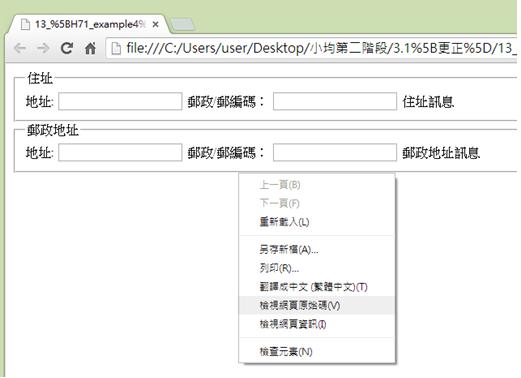 13_%5BH71_example4%
file:///C:/Users/user/Desktop/小均第二階段/3.1%5B更正%5D/13_
住址
地址: 郵政/郵編碼： 住址訊息
郵政地址
地址: 郵政/郵編碼： 郵政地址訊息
上一頁(B)
下一頁(F)
重新載入(L)
另存新檔(A)...
列印(R)...
翻譯成中文 (繁體中文)(T)
檢視網頁原始碼(V)
檢視網頁資訊(I)
檢查元素(N)